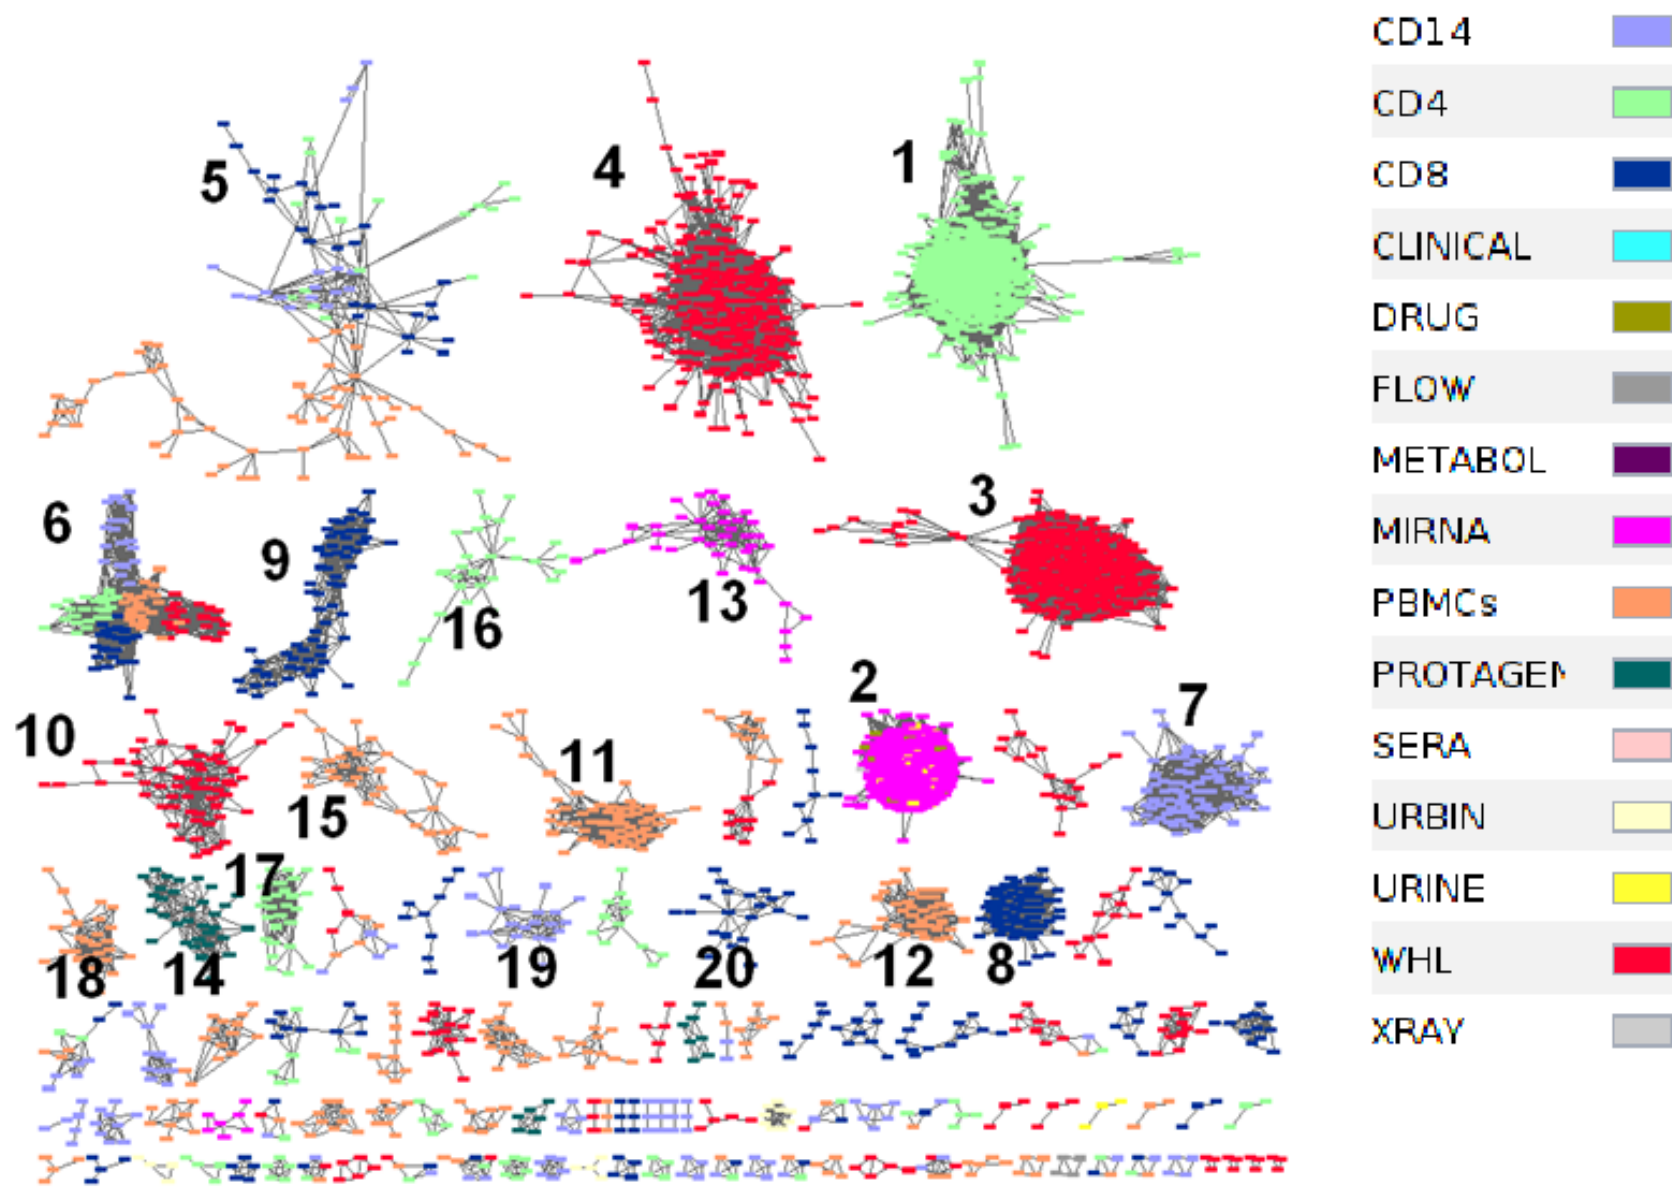 CD14
CD4
CD8
CLINICAL
DRUG
FLOW
METABOL
MIRNA
PBMCs
PROTAGEN
SERA
URBIN
URINE
WHL
XRAY
5
4
1
6
9
16
13
3
10
15
11
2
7
18
14
17
19
20
12
8